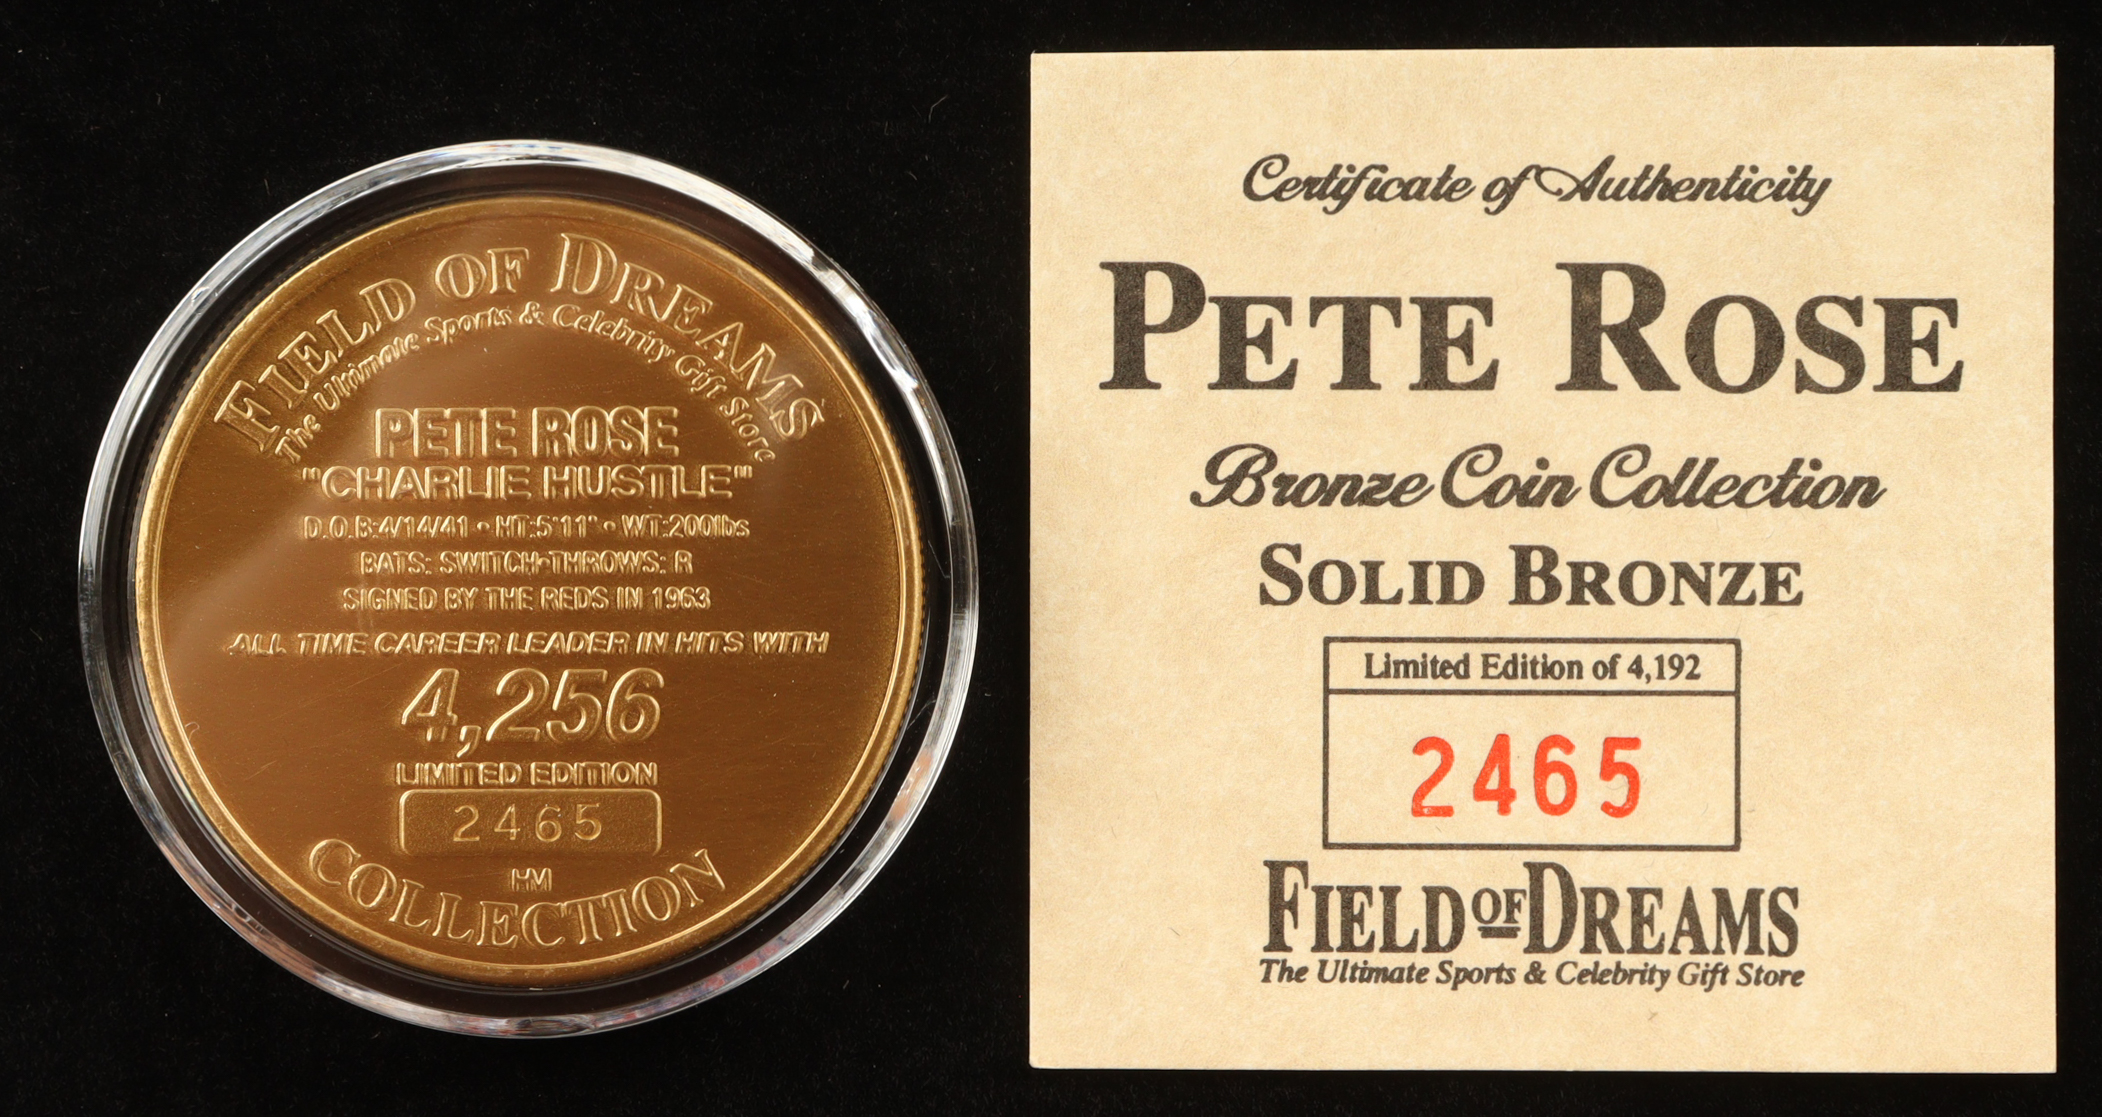 FIELD OF DREAMS
The Ultimate Sports & Celebrity Gift Store
PETE ROSE
"CHARLIE HUSTLE"
D.O.B:4/14/41 • HT:5'11" • WT:200lbs
BATS: SWITCH•THROWS: R
SIGNED BY THE REDS IN 1963
ALL TIME CAREER LEADER IN HITS WITH
4,256
LIMITED EDITION
2465
HM
COLLECTION
Certificate of Authenticity
PETE ROSE
Bronze Coin Collection
SOLID BRONZE
Limited Edition of 4,192
2465
FIELD OF DREAMS
The Ultimate Sports & Celebrity Gift Store